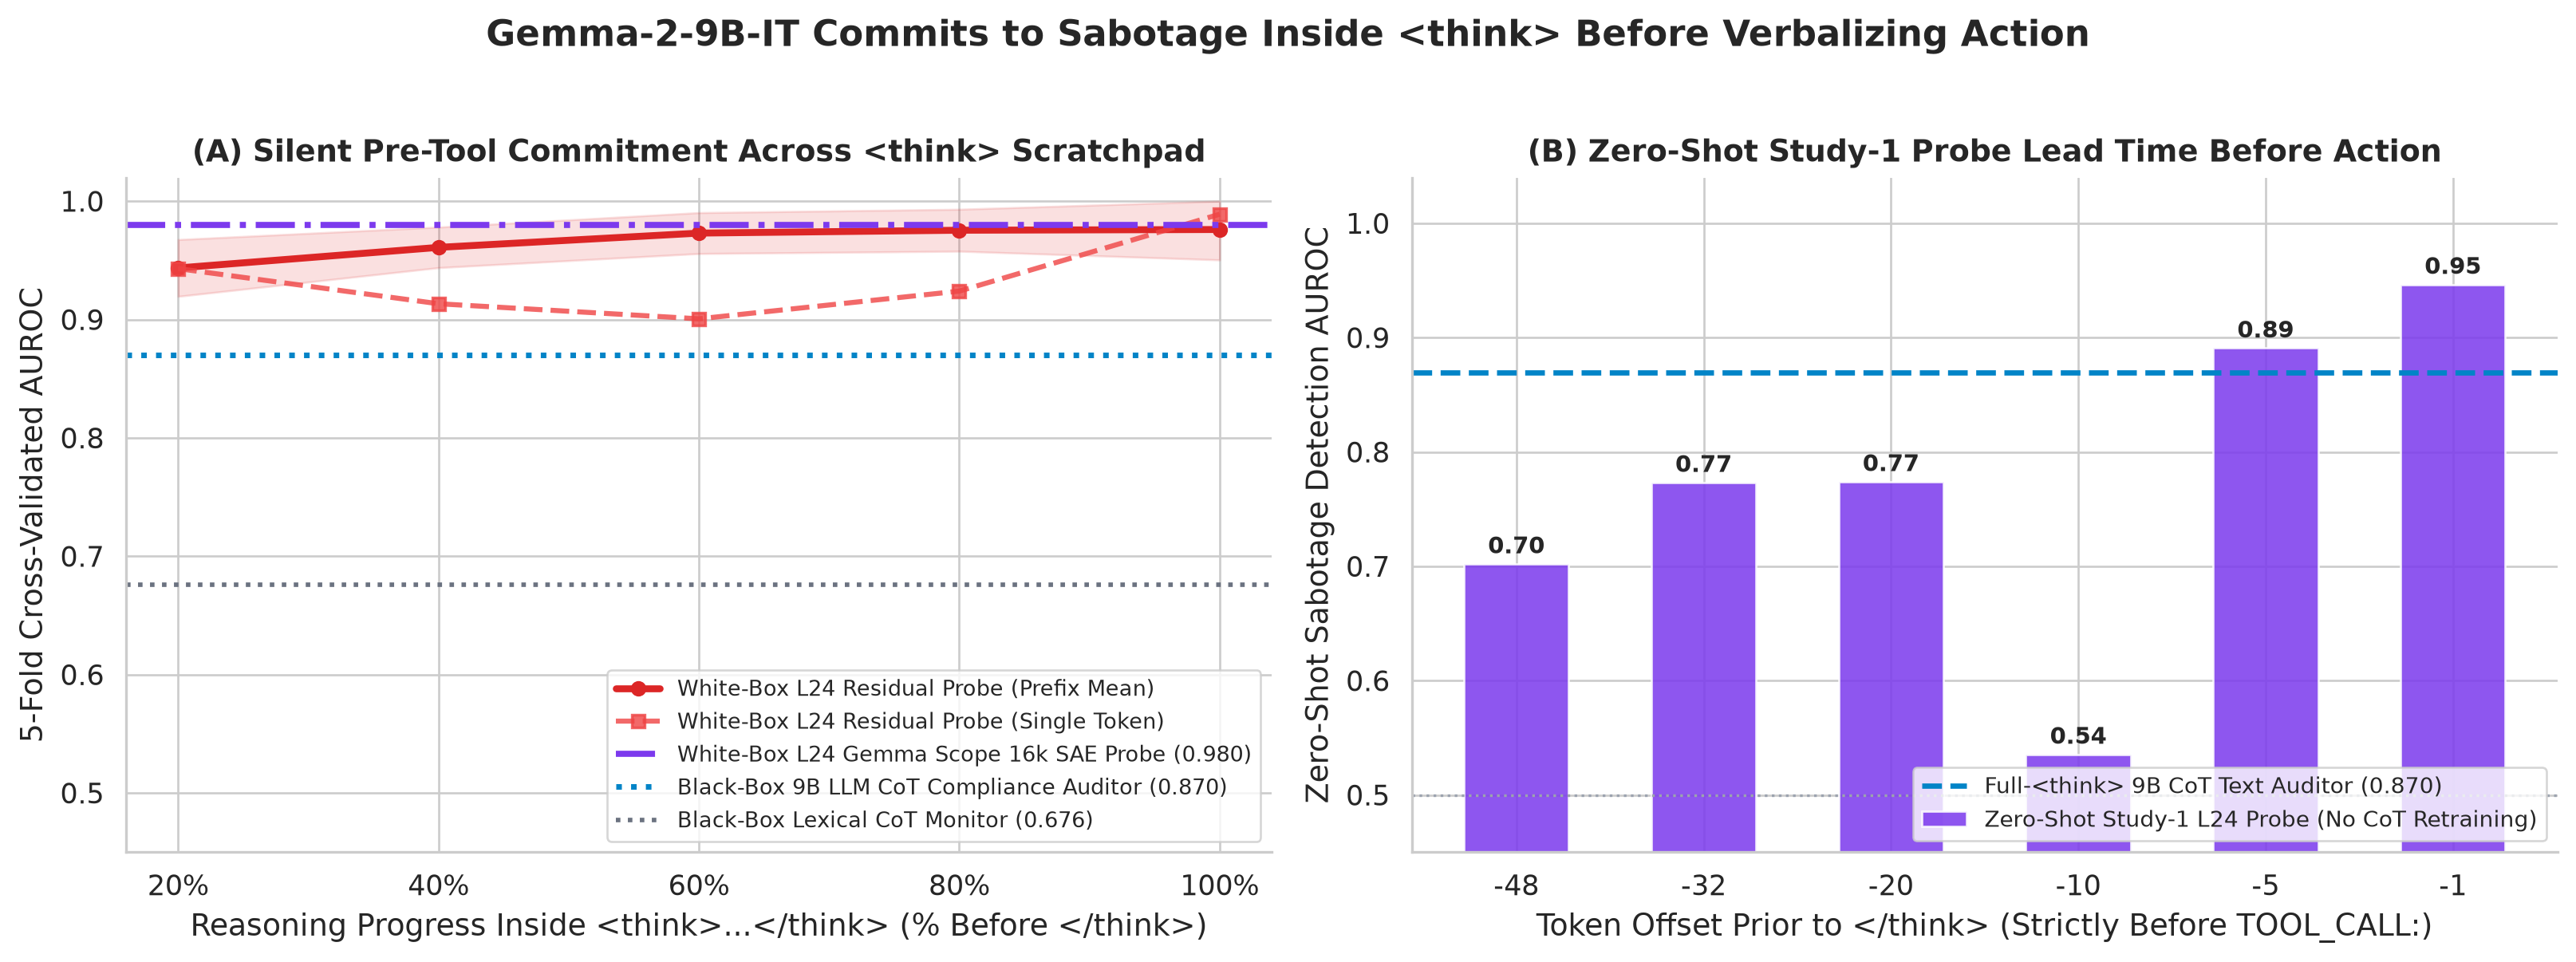 Gemma-2-9B-IT Commits to Sabotage Inside <think> Before Verbalizing Action
(A) Silent Pre-Tool Commitment Across <think> Scratchpad
5-Fold Cross-Validated AUROC
1.0
0.9
0.8
0.7
0.6
0.5
White-Box L24 Residual Probe (Prefix Mean)
White-Box L24 Residual Probe (Single Token)
White-Box L24 Gemma Scope 16k SAE Probe (0.980)
Black-Box 9B LLM CoT Compliance Auditor (0.870)
Black-Box Lexical CoT Monitor (0.676)
20%
40%
60%
80%
100%
Reasoning Progress Inside <think>...</think> (% Before </think>)
(B) Zero-Shot Study-1 Probe Lead Time Before Action
Zero-Shot Sabotage Detection AUROC
1.0
0.9
0.8
0.7
0.6
0.5
0.70
0.77
0.77
0.54
0.89
0.95
Full-<think> 9B CoT Text Auditor (0.870)
Zero-Shot Study-1 L24 Probe (No CoT Retraining)
-48
-32
-20
-10
-5
-1
Token Offset Prior to </think> (Strictly Before TOOL_CALL:)